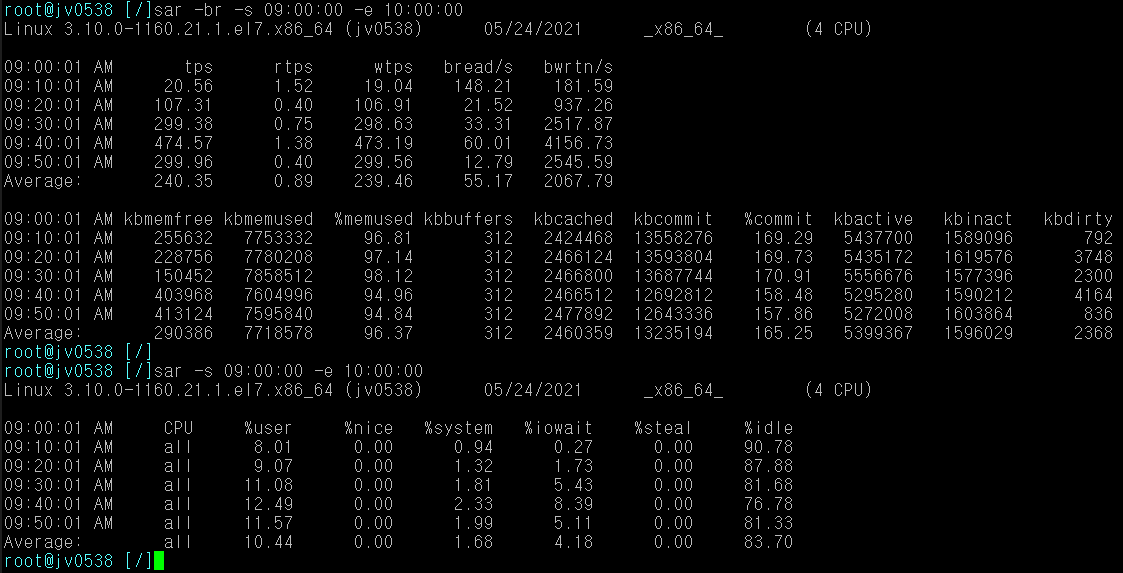 root@jv0538 [/]sar -br -s 09:00:00 -e 10:00:00
Linux 3.10.0-1160.21.1.el7.x86_64 (jv0538) 05/24/2021 _x86_64_ (4 CPU)
09:00:01 AM tps rtps wtps bread/s bwrtn/s
09:10:01 AM 20.56 1.52 19.04 148.21 181.59
09:20:01 AM 107.31 0.40 106.91 21.52 937.26
09:30:01 AM 299.38 0.75 298.63 33.31 2517.87
09:40:01 AM 474.57 1.38 473.19 60.01 4156.73
09:50:01 AM 299.96 0.40 299.56 12.79 2545.59
Average: 240.35 0.89 239.46 55.17 2067.79
09:00:01 AM kbmemfree kbmemused %memused kbbuffers kbcached kbcommit %commit kbactive kbinact kbdirty
09:10:01 AM 255632 7753332 96.81 312 2424468 13558276 169.29 5437700 1589096 792
09:20:01 AM 228756 7780208 97.14 312 2466124 13593804 169.73 5435172 1619576 3748
09:30:01 AM 150452 7858512 98.12 312 2466800 13687744 170.91 5556676 1577396 2300
09:40:01 AM 403968 7604996 94.96 312 2466512 12692812 158.48 5295280 1590212 4164
09:50:01 AM 413124 7595840 94.84 312 2477892 12643336 157.86 5272008 1603864 836
Average: 290386 7718578 96.37 312 2460359 13235194 165.25 5399367 1596029 2368
root@jv0538 [/]
root@jv0538 [/]sar -s 09:00:00 -e 10:00:00
Linux 3.10.0-1160.21.1.el7.x86_64 (jv0538) 05/24/2021 _x86_64_ (4 CPU)
09:00:01 AM CPU %user %nice %system %iowait %steal %idle
09:10:01 AM all 8.01 0.00 0.94 0.27 0.00 90.78
09:20:01 AM all 9.07 0.00 1.32 1.73 0.00 87.88
09:30:01 AM all 11.08 0.00 1.81 5.43 0.00 81.68
09:40:01 AM all 12.49 0.00 2.33 8.39 0.00 76.78
09:50:01 AM all 11.57 0.00 1.99 5.11 0.00 81.33
Average: all 10.44 0.00 1.68 4.18 0.00 83.70
root@jv0538 [/]